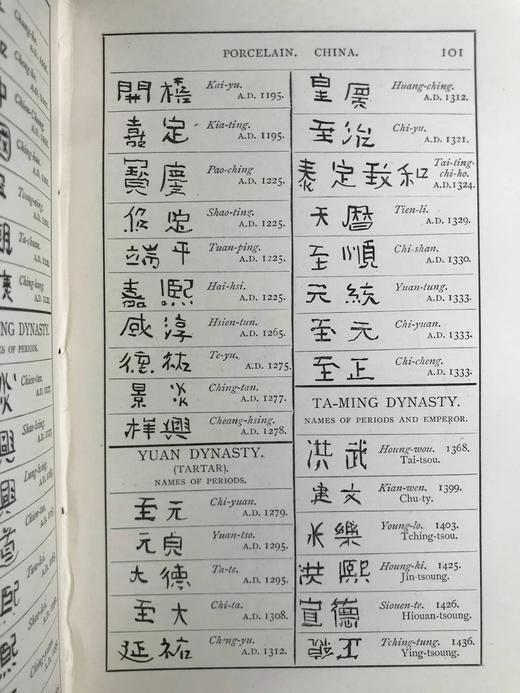 PORCELAIN. CHINA.
101
開禧 Kai-yu.
A.D. 1195.
嘉定 Kia-ting.
A.D. 1195.
寶慶 Pao-ching
A.D. 1225.
紹定 Shao-ting.
A.D. 1225.
端平 Tuan-ping.
A.D. 1225.
嘉熙 Hai-hsi.
A.D. 1225.
咸淳 Hsien-tun.
A.D. 1265.
德祐 Te-yu.
A.D. 1275.
景炎 Ching-tan.
A.D. 1277.
祥興 Cheang-hsing.
A.D. 1278.
YUAN DYNASTY.
(TARTAR).
NAMES OF PERIODS.
至元 Chi-yuan.
A.D. 1279.
元貞 Yuan-tso.
A.D. 1295.
大德 Ta-te.
A.D. 1295.
至大 Chi-ta.
A.D. 1308.
延祐 Cheng-yu.
A.D. 1312.
皇慶 Huang-ching.
A.D. 1312.
至治 Chi-yu.
A.D. 1321.
泰定致和 Tai-ting-
chi-ho.
A.D. 1324.
天曆 Tien-li.
A.D. 1329.
至順 Chi-shan.
A.D. 1330.
元統 Yuan-tung.
A.D. 1333.
至元 Chi-yuan.
A.D. 1333.
至正 Chi-cheng.
A.D. 1333.
TA-MING DYNASTY.
NAMES OF PERIODS AND EMPEROR.
洪武 Houng-wou. 1368.
Tai-tsou.
建文 Kian-wen. 1399.
Chu-ty.
永樂 Young-lo. 1403.
Tching-tsou.
洪熙 Houng-hi. 1425.
Jin-tsoung.
宣德 Siouen-te. 1426.
Hiouan-tsoung.
正 Tching-tung. 1436.
Ying-tsoung.